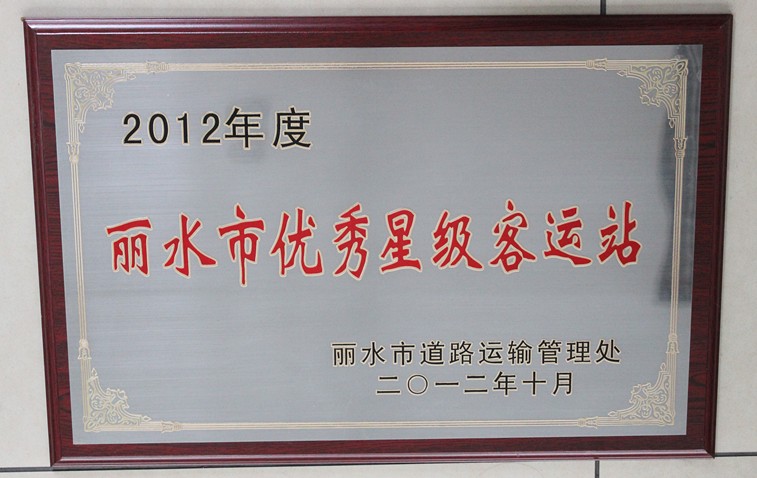 2012年度
丽水市优秀星级客运站
丽水市道路运输管理处
二〇一二年十月